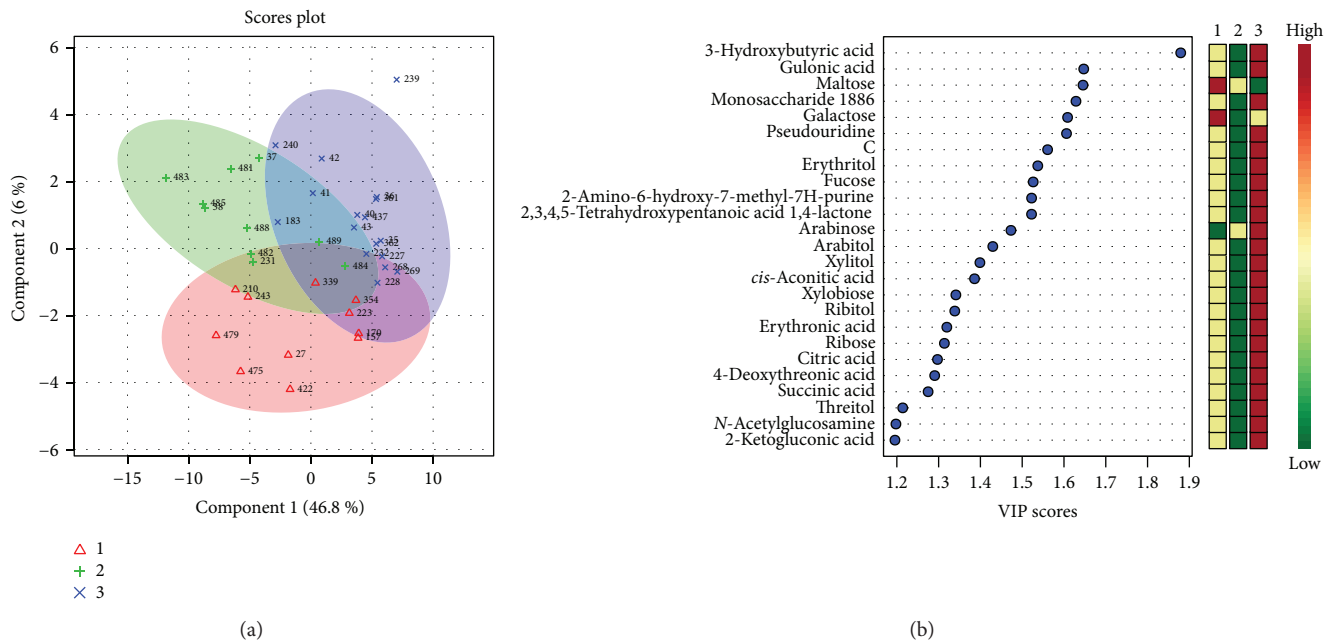 Scores plot
6
4
2
0
−2
−4
−6
Component 2 (6 %)
239
240
42
37
481
483
41
36
361
485
38
40
437
183
43
488
489
35
362
482
232
227
231
484
268
269
339
228
210
243
354
223
170
157
479
27
475
422
−15
−10
−5
0
5
10
Component 1 (46.8 %)
1
2
3
(a)
3-Hydroxybutyric acid
Gulonic acid
Maltose
Monosaccharide 1886
Galactose
Pseudouridine
C
Erythritol
Fucose
2-Amino-6-hydroxy-7-methyl-7H-purine
2,3,4,5-Tetrahydroxypentanoic acid 1,4-lactone
Arabinose
Arabitol
Xylitol
cis-Aconitic acid
Xylobiose
Ribitol
Erythronic acid
Ribose
Citric acid
4-Deoxythreonic acid
Succinic acid
Threitol
N-Acetylglucosamine
2-Ketogluconic acid
1.2 1.3 1.4 1.5 1.6 1.7 1.8 1.9
VIP scores
1 2 3
High
Low
(b)